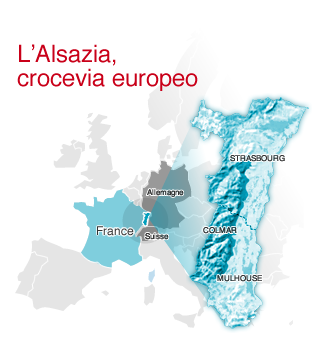 L'Alsazia,
crocevia europeo
STRASBOURG
Allemagne
France
Suisse
COLMAR
MULHOUSE